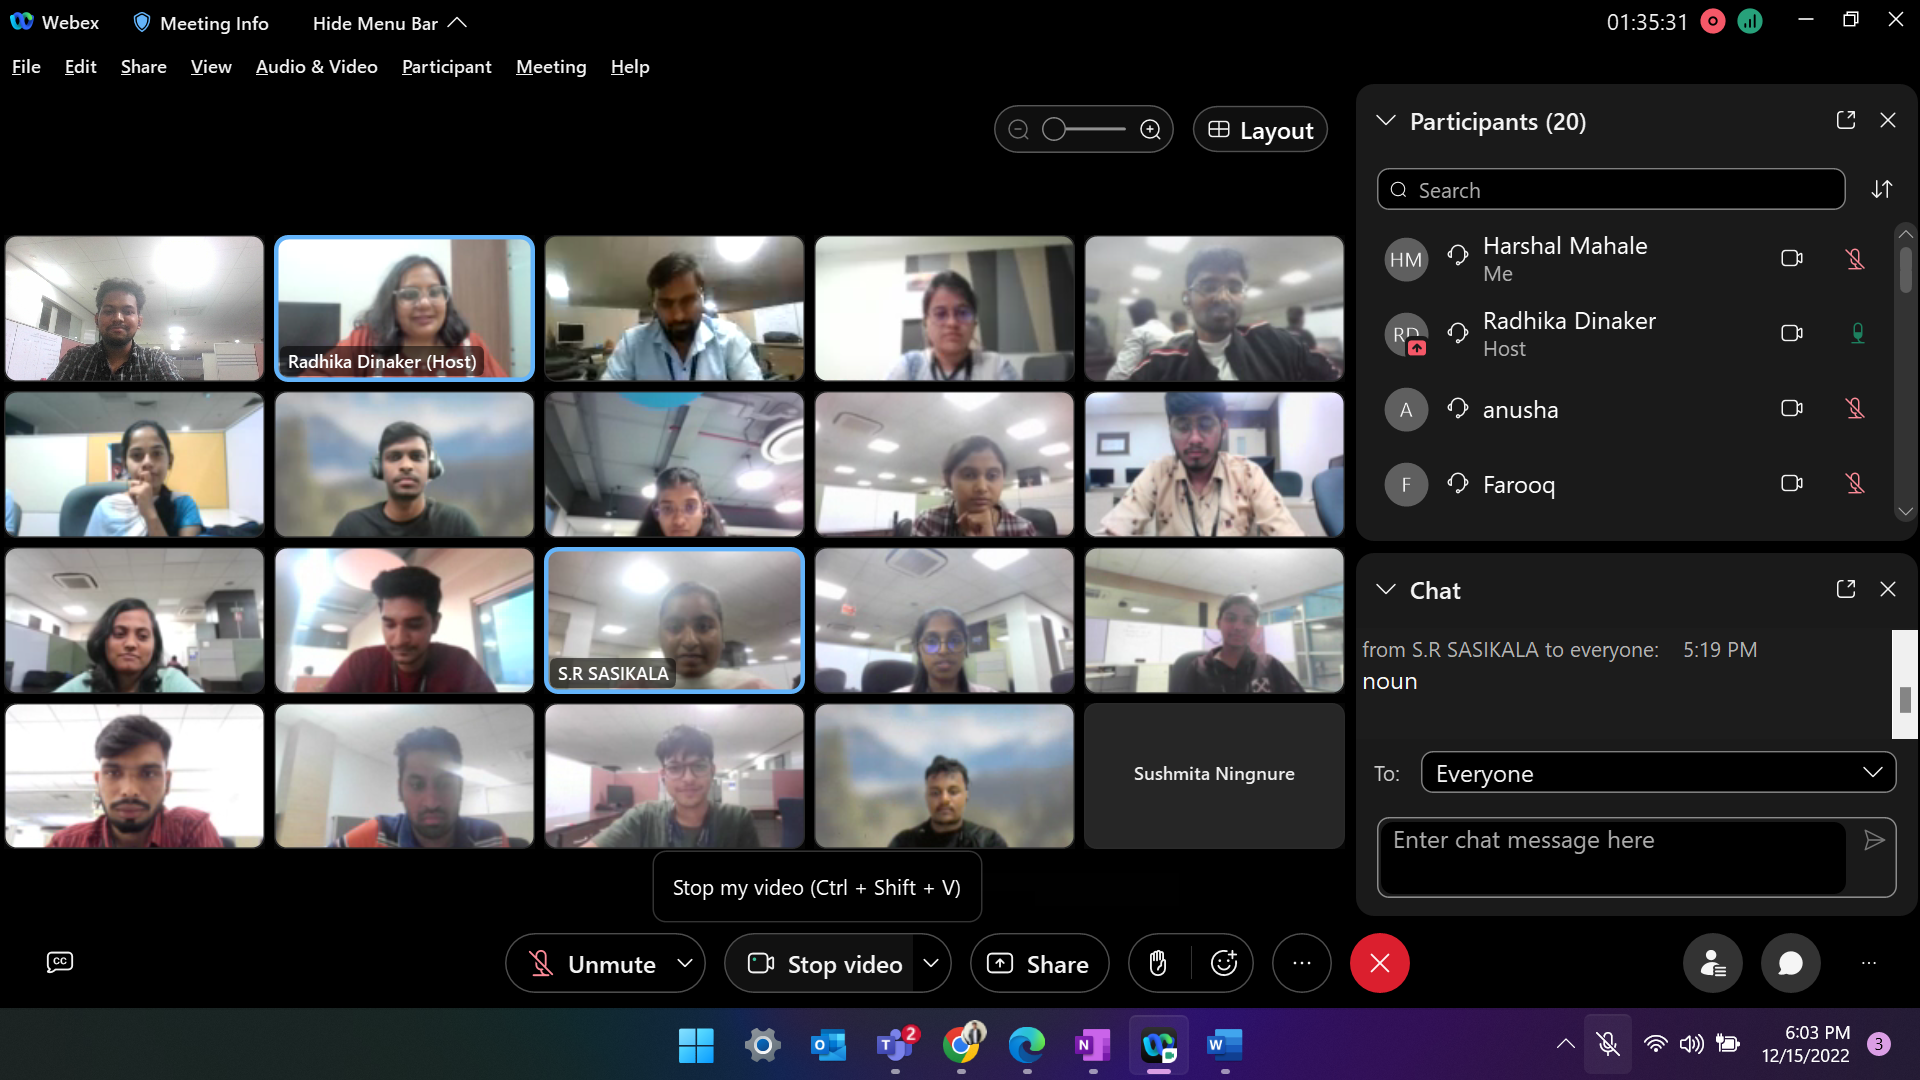 Webex
Meeting Info
Hide Menu Bar
01:35:31
File Edit Share View Audio & Video Participant Meeting Help
Layout
Participants (20)
Search
HM
Harshal Mahale
Me
RD
Radhika Dinaker
Host
A
anusha
F
Farooq
Radhika Dinaker (Host)
S.R SASIKALA
Sushmita Ningnure
Chat
from S.R SASIKALA to everyone: 5:19 PM
noun
To: Everyone
Enter chat message here
Stop my video (Ctrl + Shift + V)
CC
Unmute
Stop video
Share
O
T
2
N
W
6:03 PM
12/15/2022
3